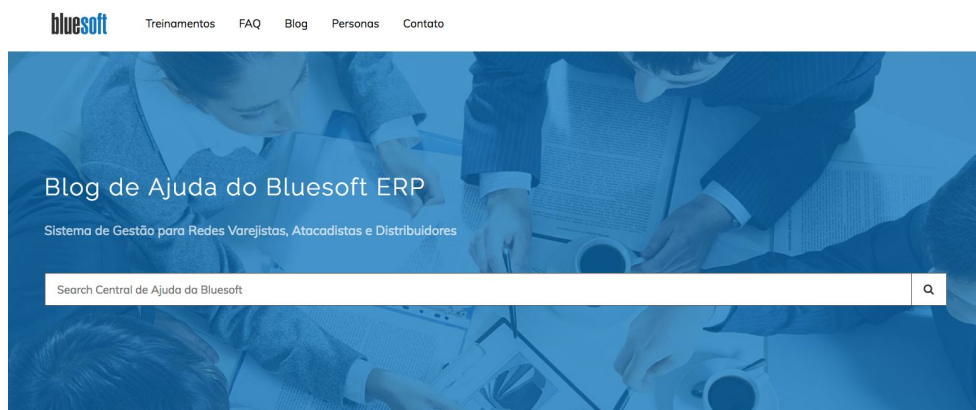 bluesoft
Treinamentos FAQ Blog Personas Contato
Blog de Ajuda do Bluesoft ERP
Sistema de Gestão para Redes Varejistas, Atacadistas e Distribuidores
Search Central de Ajuda da Bluesoft